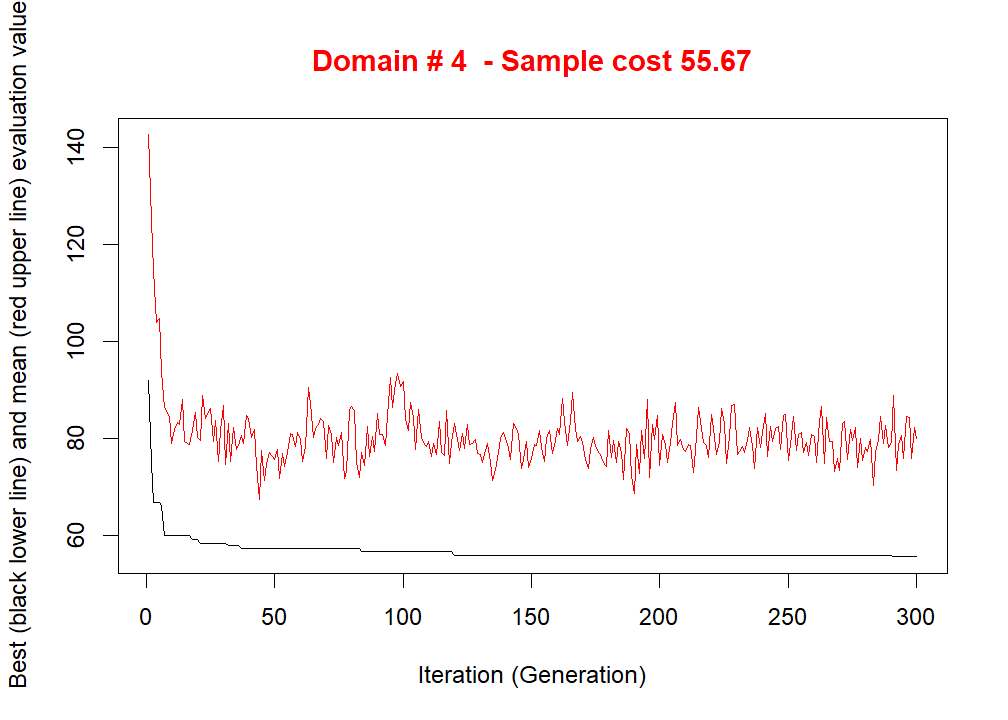 Domain # 4  - Sample cost 55.67
Best (black lower line) and mean (red upper line) evaluation value
140
120
100
80
60
0 50 100 150 200 250 300
Iteration (Generation)